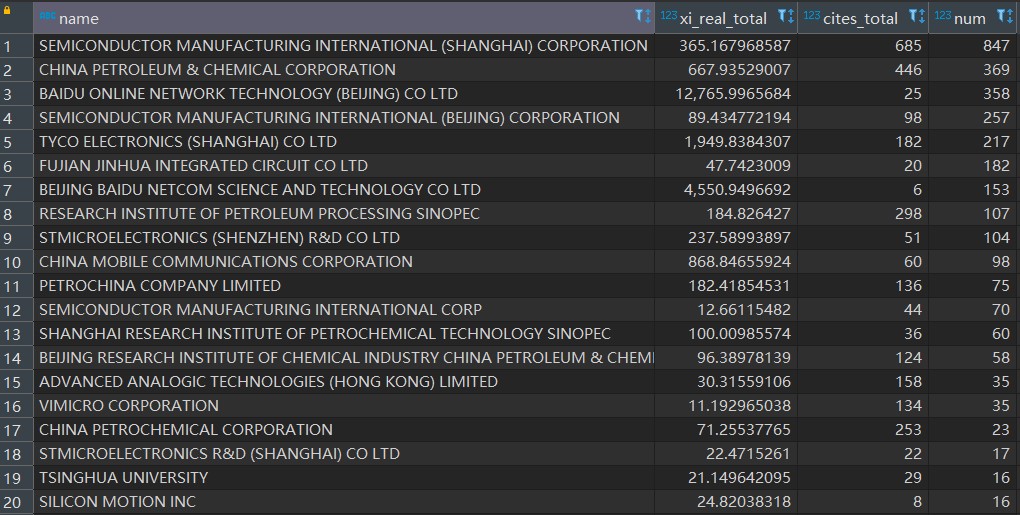 name 123 xi_real_total 123 cites_total 123 num
1 SEMICONDUCTOR MANUFACTURING INTERNATIONAL (SHANGHAI) CORPORATION 365.167968587 685 847
2 CHINA PETROLEUM & CHEMICAL CORPORATION 667.93529007 446 369
3 BAIDU ONLINE NETWORK TECHNOLOGY (BEIJING) CO LTD 12,765.9965684 25 358
4 SEMICONDUCTOR MANUFACTURING INTERNATIONAL (BEIJING) CORPORATION 89.434772194 98 257
5 TYCO ELECTRONICS (SHANGHAI) CO LTD 1,949.8384307 182 217
6 FUJIAN JINHUA INTEGRATED CIRCUIT CO LTD 47.7423009 20 182
7 BEIJING BAIDU NETCOM SCIENCE AND TECHNOLOGY CO LTD 4,550.9496692 6 153
8 RESEARCH INSTITUTE OF PETROLEUM PROCESSING SINOPEC 184.826427 298 107
9 STMICROELECTRONICS (SHENZHEN) R&D CO LTD 237.58993897 51 104
10 CHINA MOBILE COMMUNICATIONS CORPORATION 868.84655924 60 98
11 PETROCHINA COMPANY LIMITED 182.41854531 136 75
12 SEMICONDUCTOR MANUFACTURING INTERNATIONAL CORP 12.66115482 44 70
13 SHANGHAI RESEARCH INSTITUTE OF PETROCHEMICAL TECHNOLOGY SINOPEC 100.00985574 36 60
14 BEIJING RESEARCH INSTITUTE OF CHEMICAL INDUSTRY CHINA PETROLEUM & CHEMI 96.38978139 124 58
15 ADVANCED ANALOGIC TECHNOLOGIES (HONG KONG) LIMITED 30.31559106 158 35
16 VIMICRO CORPORATION 11.192965038 134 35
17 CHINA PETROCHEMICAL CORPORATION 71.25537765 253 23
18 STMICROELECTRONICS R&D (SHANGHAI) CO LTD 22.4715261 22 17
19 TSINGHUA UNIVERSITY 21.149642095 29 16
20 SILICON MOTION INC 24.82038318 8 16